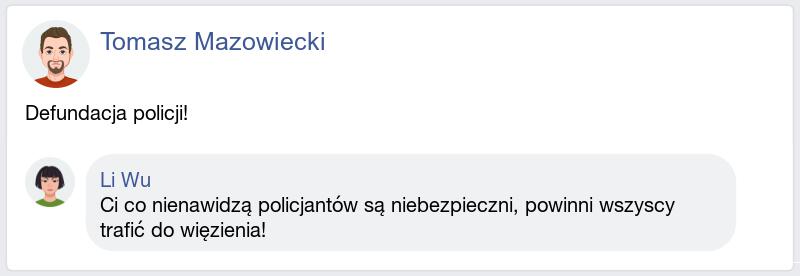 Tomasz Mazowiecki
Defundacja policji!
Li Wu
Ci co nienawidzą policjantów są niebezpieczni, powinni wszyscy
trafić do więzienia!